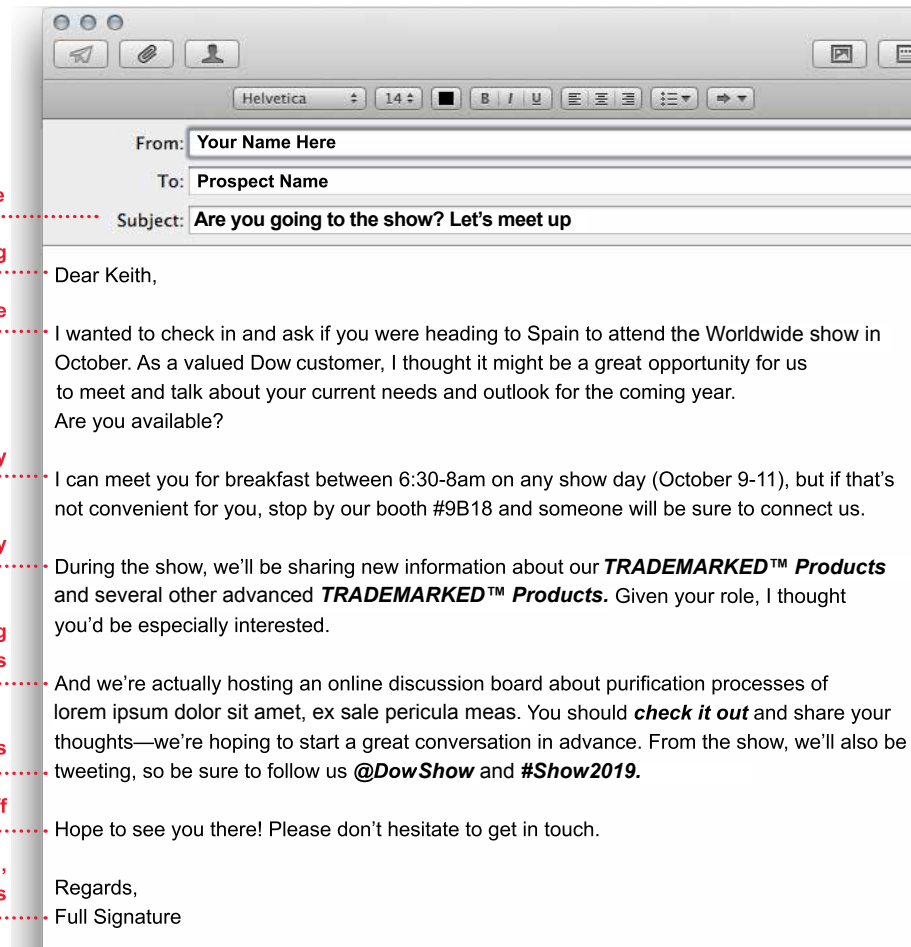 Helvetica 14 B I U
From: Your Name Here
To: Prospect Name
Subject: Are you going to the show? Let’s meet up
Dear Keith,
I wanted to check in and ask if you were heading to Spain to attend the Worldwide show in
October. As a valued Dow customer, I thought it might be a great opportunity for us
to meet and talk about your current needs and outlook for the coming year.
Are you available?
I can meet you for breakfast between 6:30-8am on any show day (October 9-11), but if that’s
not convenient for you, stop by our booth #9B18 and someone will be sure to connect us.
During the show, we’ll be sharing new information about our TRADEMARKED™ Products
and several other advanced TRADEMARKED™ Products. Given your role, I thought
you’d be especially interested.
And we’re actually hosting an online discussion board about purification processes of
lorem ipsum dolor sit amet, ex sale pericula meas. You should check it out and share your
thoughts—we’re hoping to start a great conversation in advance. From the show, we’ll also be
tweeting, so be sure to follow us @DowShow and #Show2019.
Hope to see you there! Please don’t hesitate to get in touch.
Regards,
Full Signature